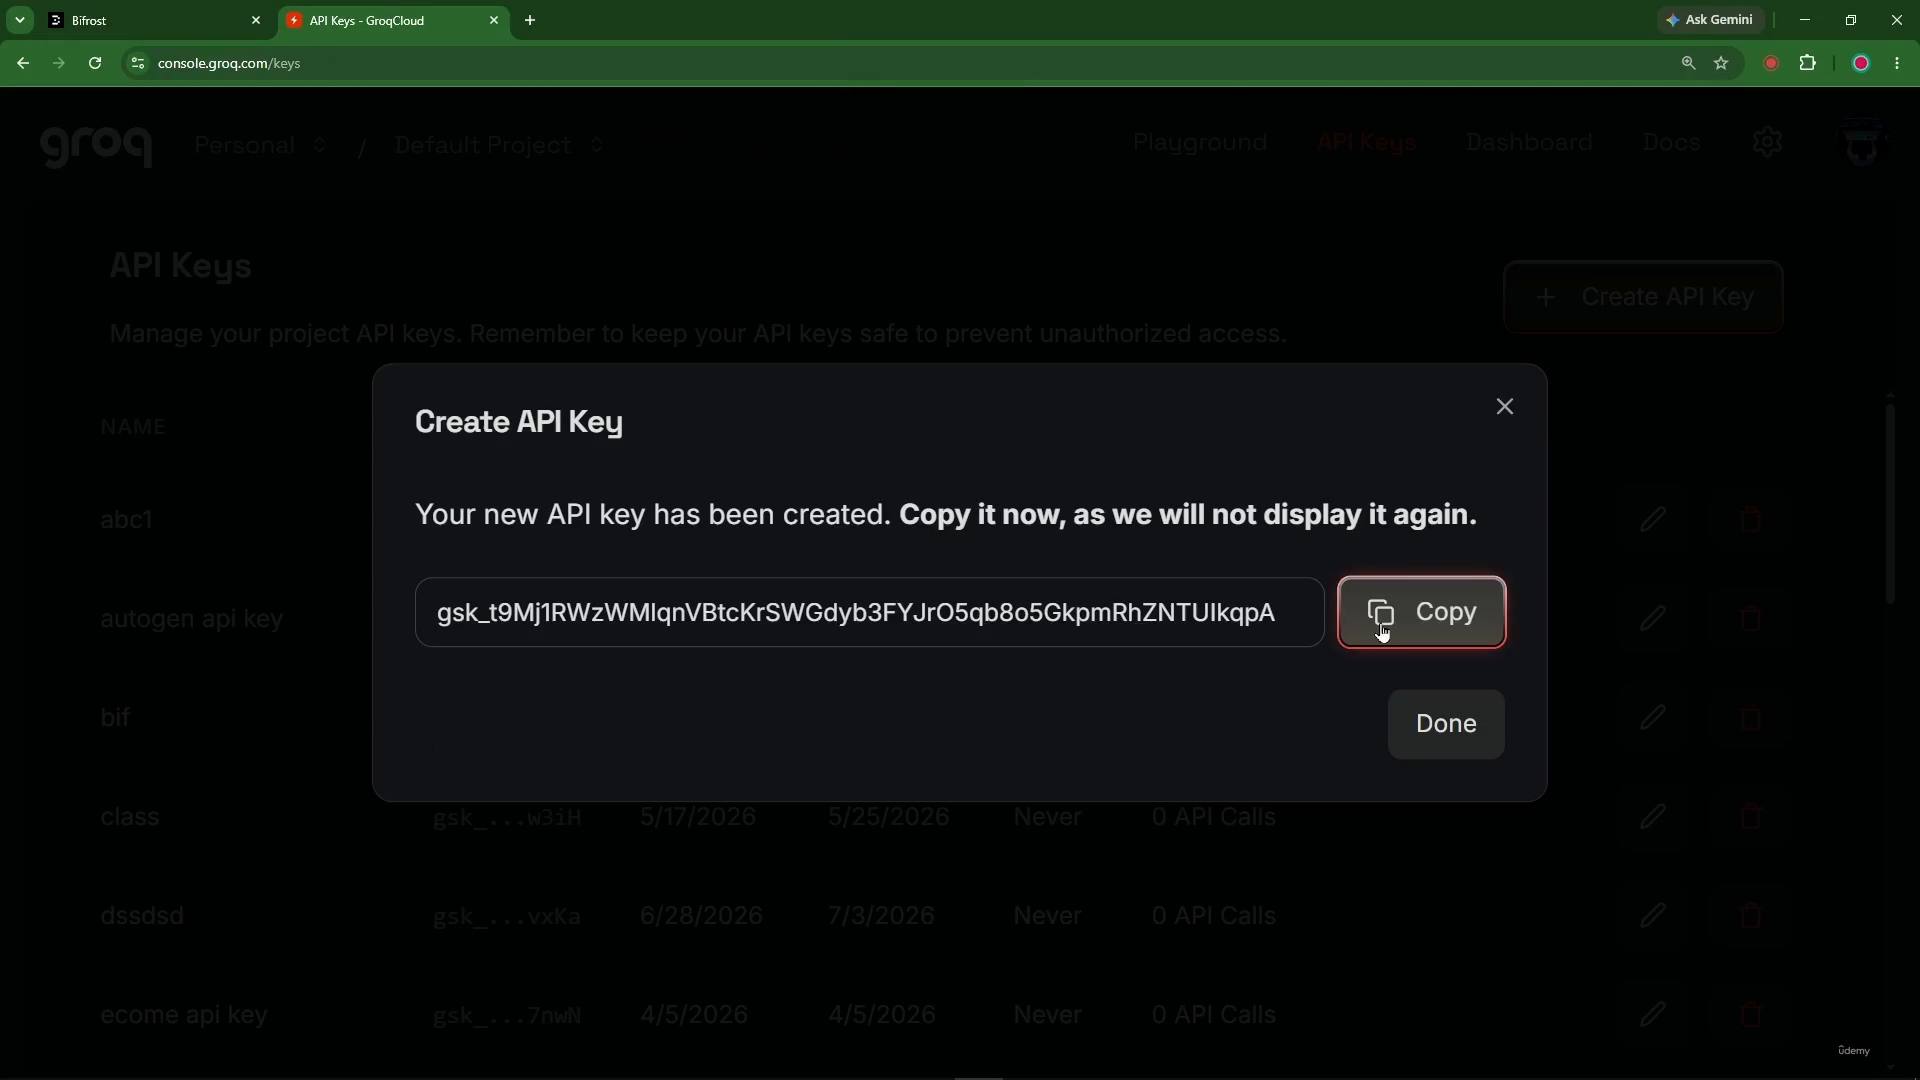 Bifrost
API Keys - GroqCloud
Ask Gemini
console.groq.com/keys
groq
Personal / Default Project
Playground
API Keys
Dashboard
Docs
API Keys
+ Create API Key
Manage your project API keys. Remember to keep your API keys safe to prevent unauthorized access.
NAME
Create API Key
Your new API key has been created. Copy it now, as we will not display it again.
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
Copy
Done
abc1
autogen api key
bif
class gsk_...w3iH 5/17/2026 5/25/2026 Never 0 API Calls
dssdsd gsk_...vxKa 6/28/2026 7/3/2026 Never 0 API Calls
ecome api key gsk_...7nwN 4/5/2026 4/5/2026 Never 0 API Calls
ûdemy